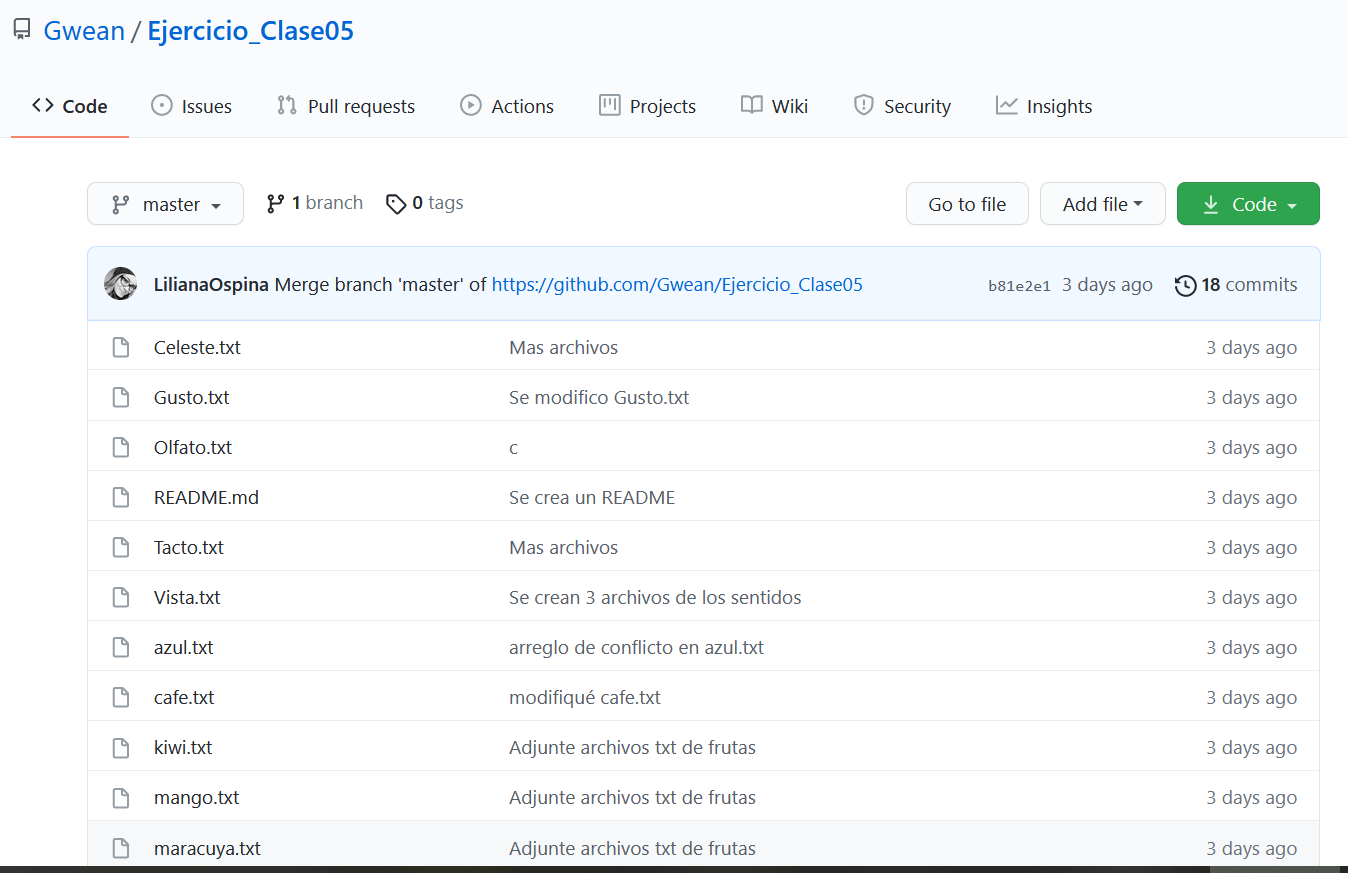 Gwean / Ejercicio_Clase05
Code Issues Pull requests Actions Projects Wiki Security Insights
master 1 branch 0 tags Go to file Add file Code
LilianaOspina Merge branch 'master' of https://github.com/Gwean/Ejercicio_Clase05 b81e2e1 3 days ago 18 commits
Celeste.txt Mas archivos 3 days ago
Gusto.txt Se modifico Gusto.txt 3 days ago
Olfato.txt c 3 days ago
README.md Se crea un README 3 days ago
Tacto.txt Mas archivos 3 days ago
Vista.txt Se crean 3 archivos de los sentidos 3 days ago
azul.txt arreglo de conflicto en azul.txt 3 days ago
cafe.txt modifiqué cafe.txt 3 days ago
kiwi.txt Adjunte archivos txt de frutas 3 days ago
mango.txt Adjunte archivos txt de frutas 3 days ago
maracuya.txt Adjunte archivos txt de frutas 3 days ago